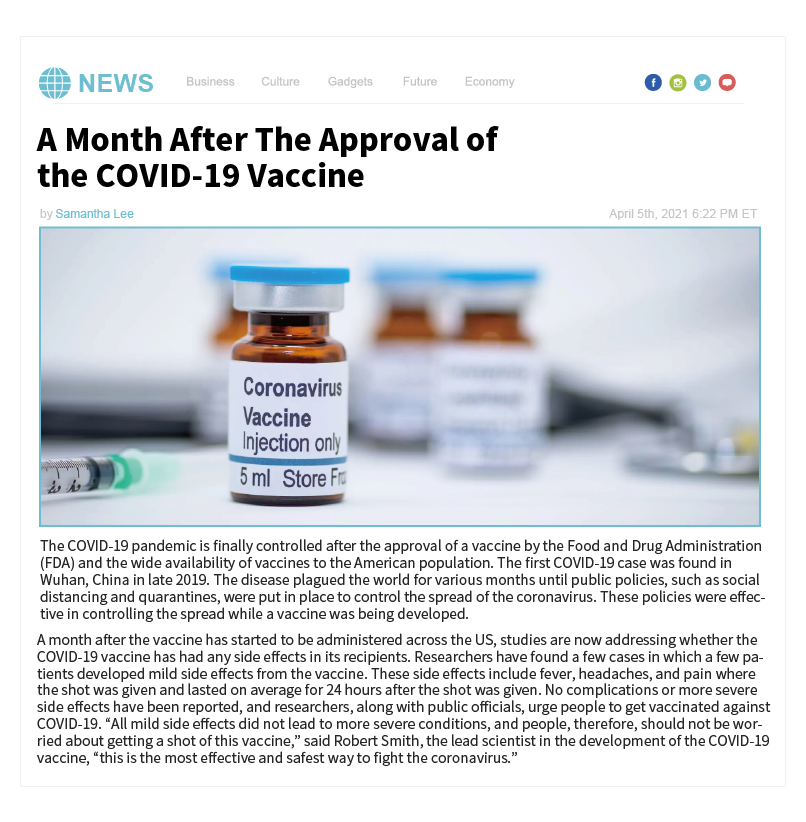 NEWS
Business Culture Gadgets Future Economy
A Month After The Approval of
the COVID-19 Vaccine
by Samantha Lee
April 5th, 2021 6:22 PM ET
Coronavirus
Vaccine
Injection only
5 ml Store
The COVID-19 pandemic is finally controlled after the approval of a vaccine by the Food and Drug Administration
(FDA) and the wide availability of vaccines to the American population. The first COVID-19 case was found in
Wuhan, China in late 2019. The disease plagued the world for various months until public policies, such as social
distancing and quarantines, were put in place to control the spread of the coronavirus. These policies were effec-
tive in controlling the spread while a vaccine was being developed.
A month after the vaccine has started to be administered across the US, studies are now addressing whether the
COVID-19 vaccine has had any side effects in its recipients. Researchers have found a few cases in which a few pa-
tients developed mild side effects from the vaccine. These side effects include fever, headaches, and pain where
the shot was given and lasted on average for 24 hours after the shot was given. No complications or more severe
side effects have been reported, and researchers, along with public officials, urge people to get vaccinated against
COVID-19. “All mild side effects did not lead to more severe conditions, and people, therefore, should not be wor-
ried about getting a shot of this vaccine,” said Robert Smith, the lead scientist in the development of the COVID-19
vaccine, “this is the most effective and safest way to fight the coronavirus.”